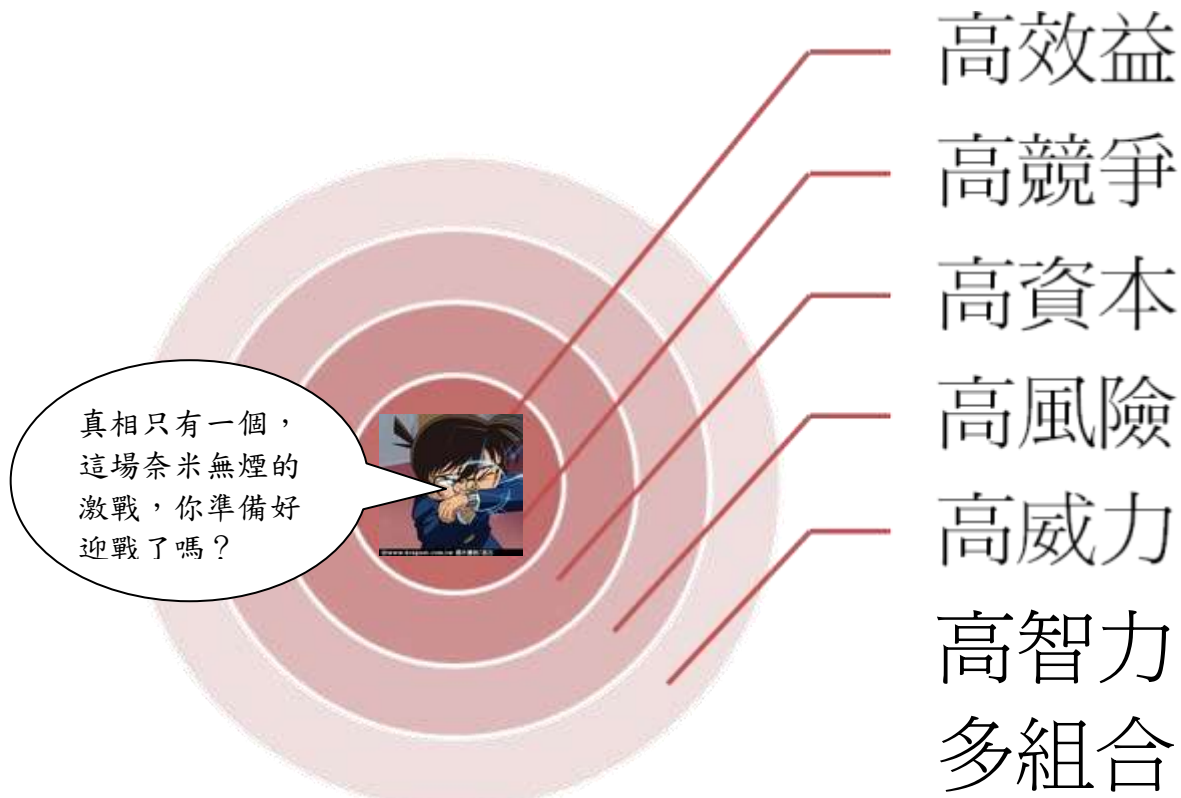 高效益
高競爭
高資本
高風險
高威力
高智力
多組合
真相只有一個，
這場奈米無煙的
激戰，你準備好
迎戰了嗎？